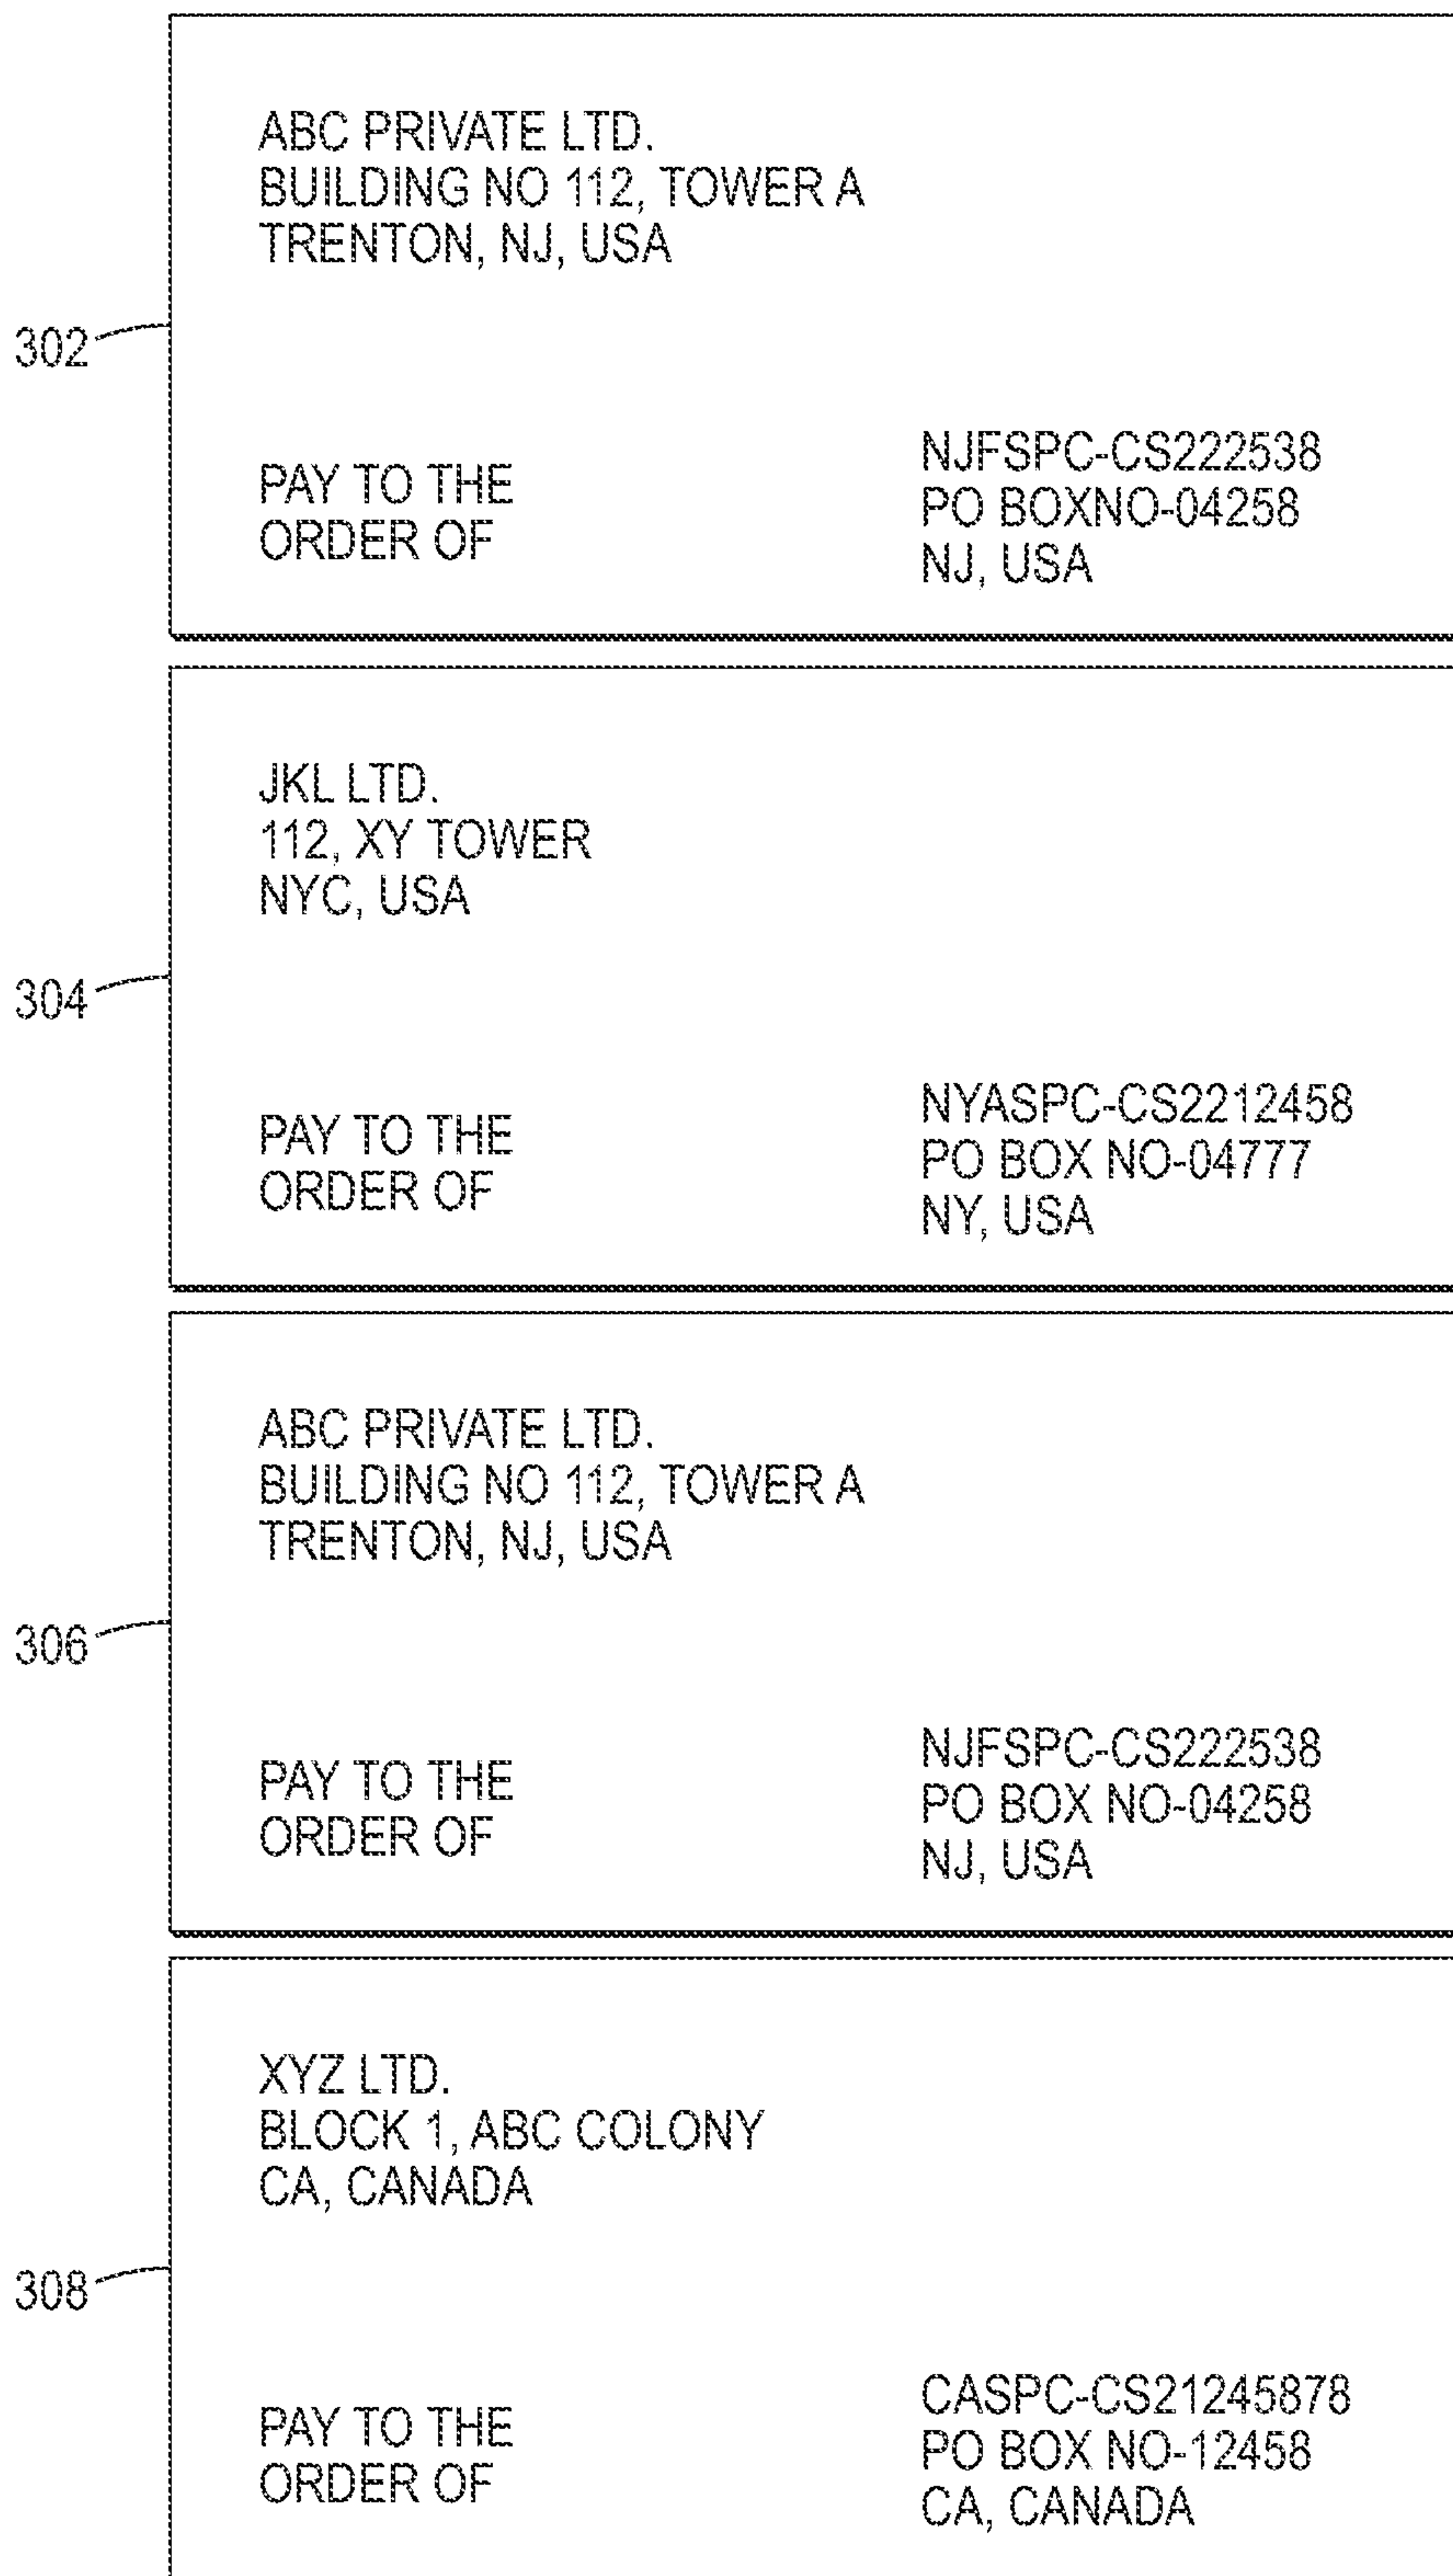 ABC PRIVATE LTD.
BUILDING NO 112, TOWER A
TRENTON, NJ, USA
302
PAY TO THE
ORDER OF
NJFSPC-CS222538
PO BOXNO-04258
NJ, USA
JKL LTD.
112, XY TOWER
NYC, USA
304
PAY TO THE
ORDER OF
NYASPC-CS2212458
PO BOX NO-04777
NY, USA
ABC PRIVATE LTD.
BUILDING NO 112, TOWER A
TRENTON, NJ, USA
306
PAY TO THE
ORDER OF
NJFSPC-CS222538
PO BOX NO-04258
NJ, USA
XYZ LTD.
BLOCK 1, ABC COLONY
CA, CANADA
308
PAY TO THE
ORDER OF
CASPC-CS21245878
PO BOX NO-12458
CA, CANADA